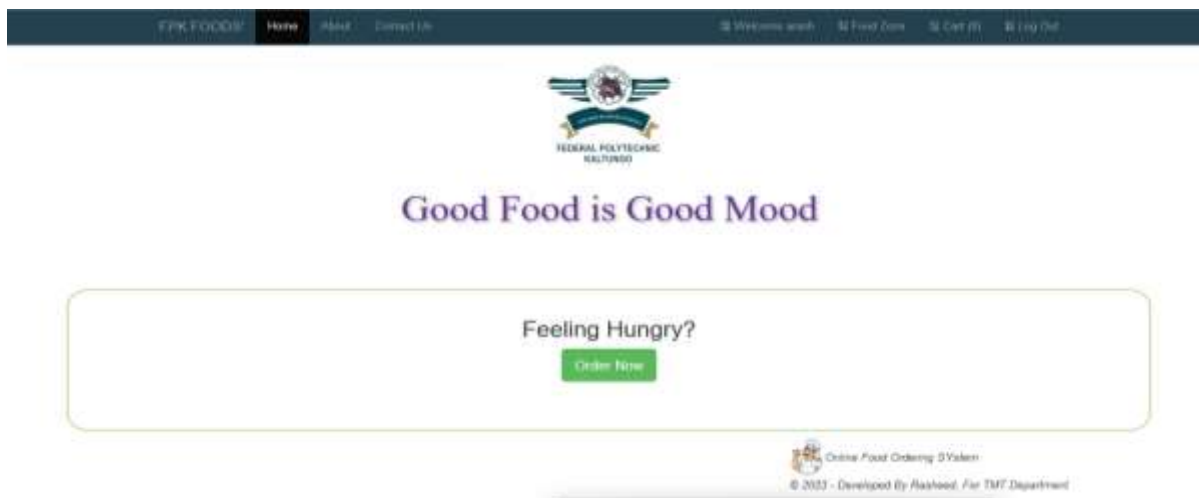 FPK FOODS' Home About Contact Us Welcome Food Zone Cart (0) Log Out
FEDERAL POLYTECHNIC
KALTUNGO
Good Food is Good Mood
Feeling Hungry?
Order Now
Online Food Ordering SYstem
© 2023 - Developed By Rasheed, For TMT Department